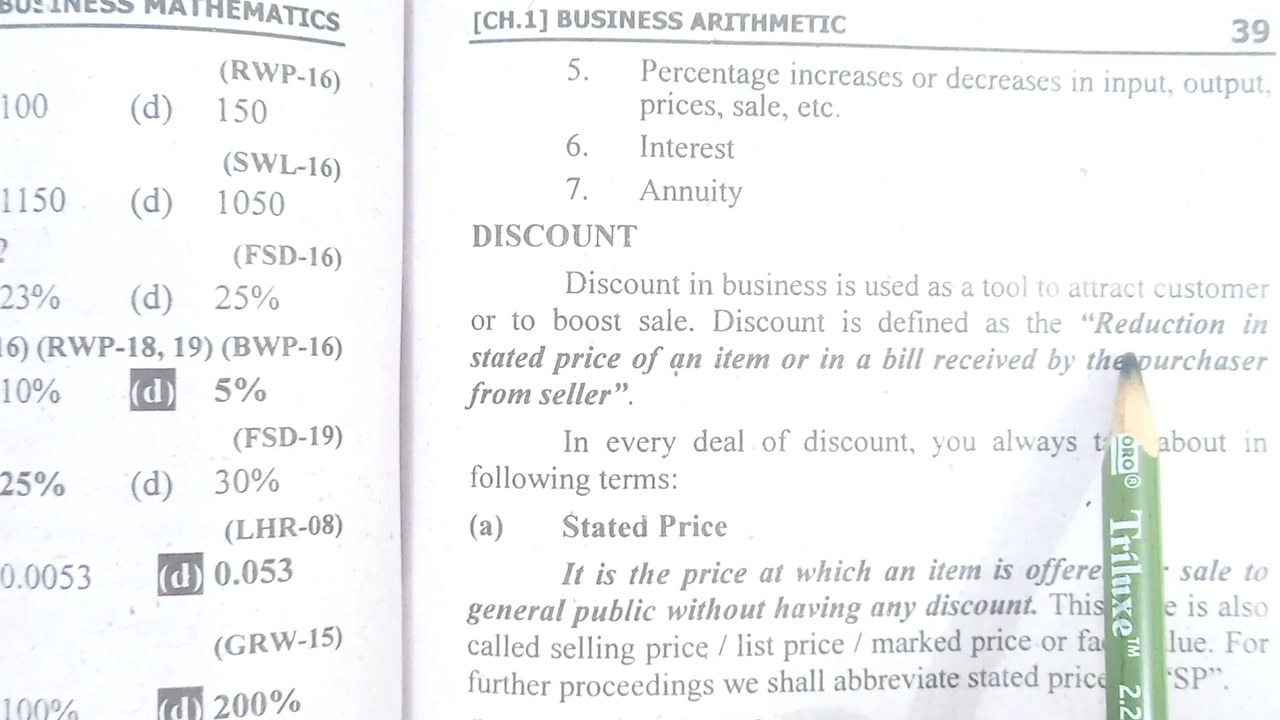 BUSINESS MATHEMATICS
(RWP-16)
100 (d) 150
(SWL-16)
1150 (d) 1050
? (FSD-16)
23% (d) 25%
16) (RWP-18, 19) (BWP-16)
10% (d) 5%
(FSD-19)
25% (d) 30%
(LHR-08)
0.0053 (d) 0.053
(GRW-15)
100% (d) 200%
[CH.1] BUSINESS ARITHMETIC 39
5. Percentage increases or decreases in input, output,
prices, sale, etc.
6. Interest
7. Annuity
DISCOUNT
Discount in business is used as a tool to attract customer
or to boost sale. Discount is defined as the “Reduction in
stated price of an item or in a bill received by the purchaser
from seller”.
In every deal of discount, you always about in
following terms:
(a) Stated Price
It is the price at which an item is sale to
general public without having any discount. This is also
called selling price / list price / marked price or For
further proceedings we shall abbreviate stated price “SP”.
ORO® Triluxe™ 2.2